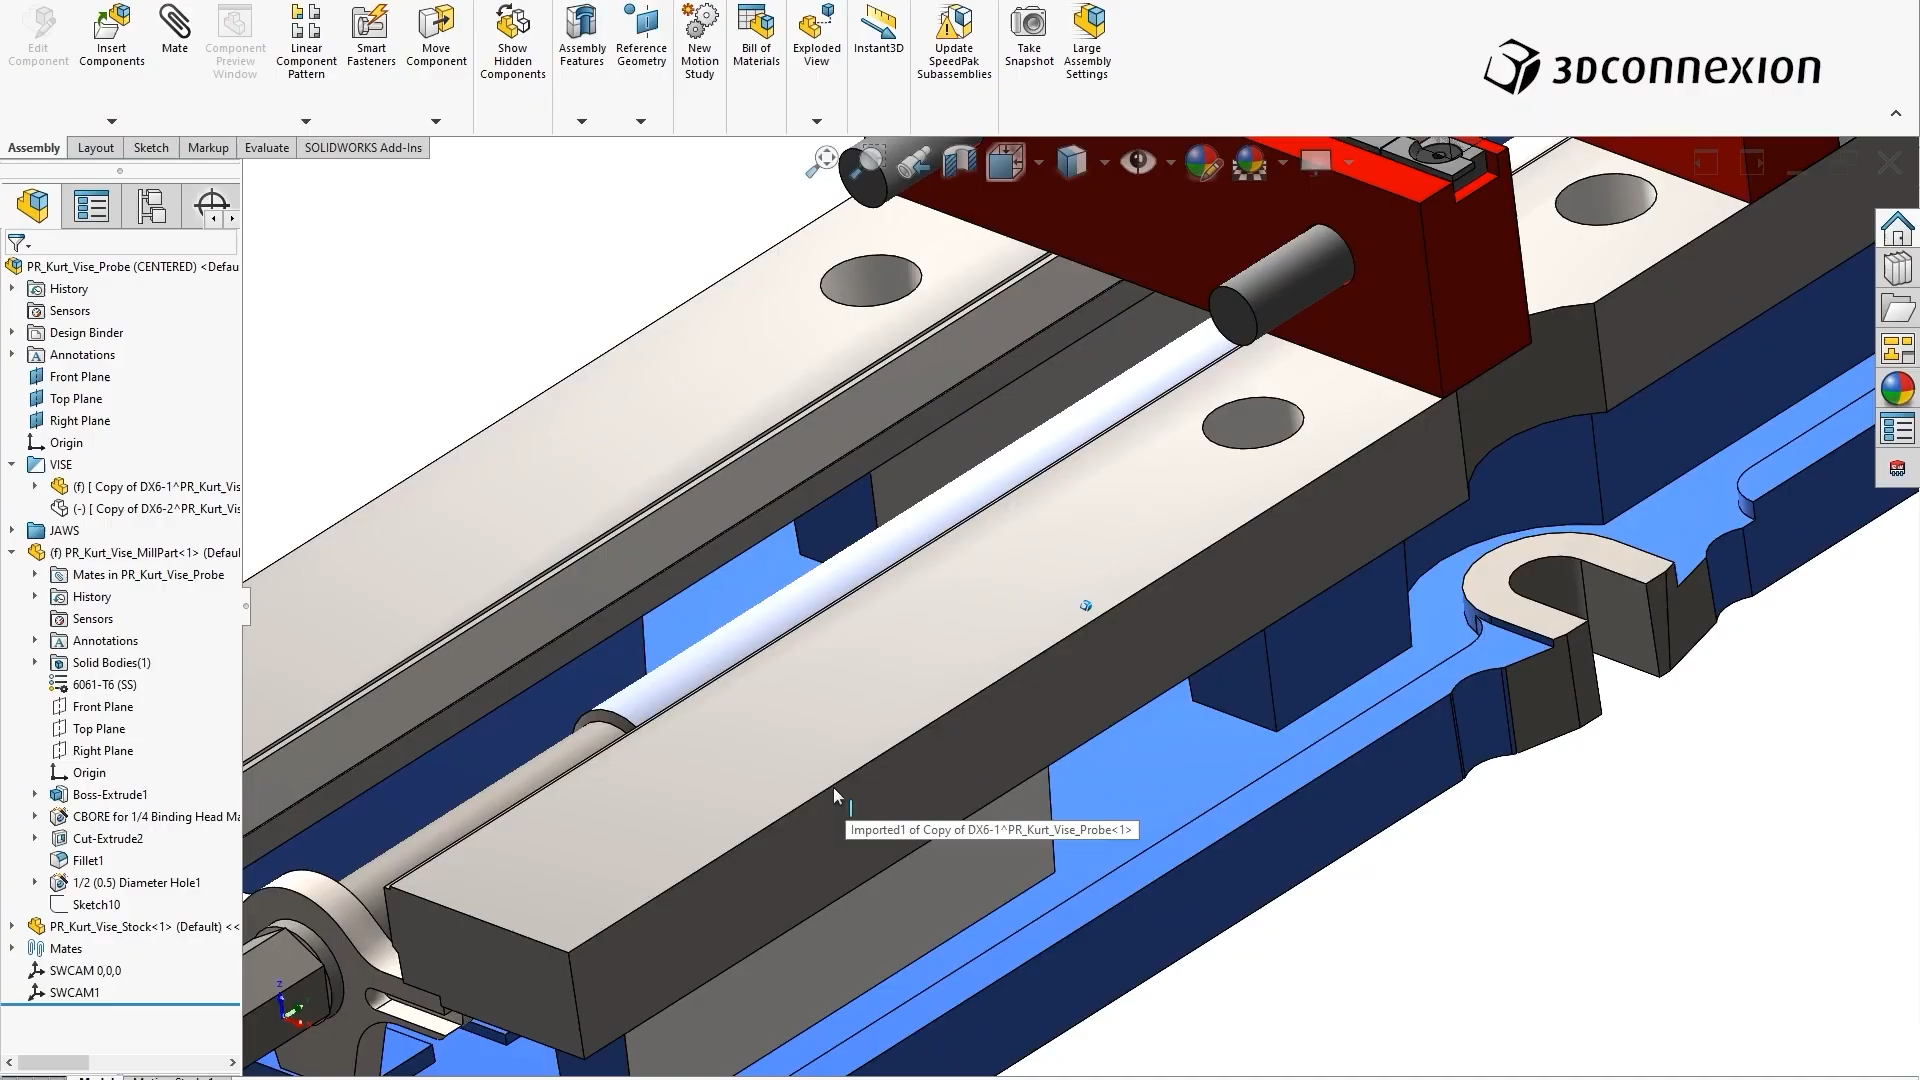 Edit Component
Insert Components
Mate
Component Preview Window
Linear Component Pattern
Smart Fasteners
Move Component
Show Hidden Components
Assembly Features
Reference Geometry
New Motion Study
Bill of Materials
Exploded View
Instant3D
Update SpeedPak Subassemblies
Take Snapshot
Large Assembly Settings
3Dconnexion
Assembly
Layout
Sketch
Markup
Evaluate
SOLIDWORKS Add-Ins
PR_Kurt_Vise_Probe (CENTERED) <Defau
History
Sensors
Design Binder
Annotations
Front Plane
Top Plane
Right Plane
Origin
VISE
(f) [ Copy of DX6-1^PR_Kurt_Vis
(-) [ Copy of DX6-2^PR_Kurt_Vis
JAWS
(f) PR_Kurt_Vise_MillPart<1> (Defaul
Mates in PR_Kurt_Vise_Probe
History
Sensors
Annotations
Solid Bodies(1)
6061-T6 (SS)
Front Plane
Top Plane
Right Plane
Origin
Boss-Extrude1
CBORE for 1/4 Binding Head Ma
Cut-Extrude2
Fillet1
1/2 (0.5) Diameter Hole1
Sketch10
PR_Kurt_Vise_Stock<1> (Default) <<
Mates
SWCAM 0,0,0
SWCAM1
Imported1 of Copy of DX6-1^PR_Kurt_Vise_Probe<1>
Z